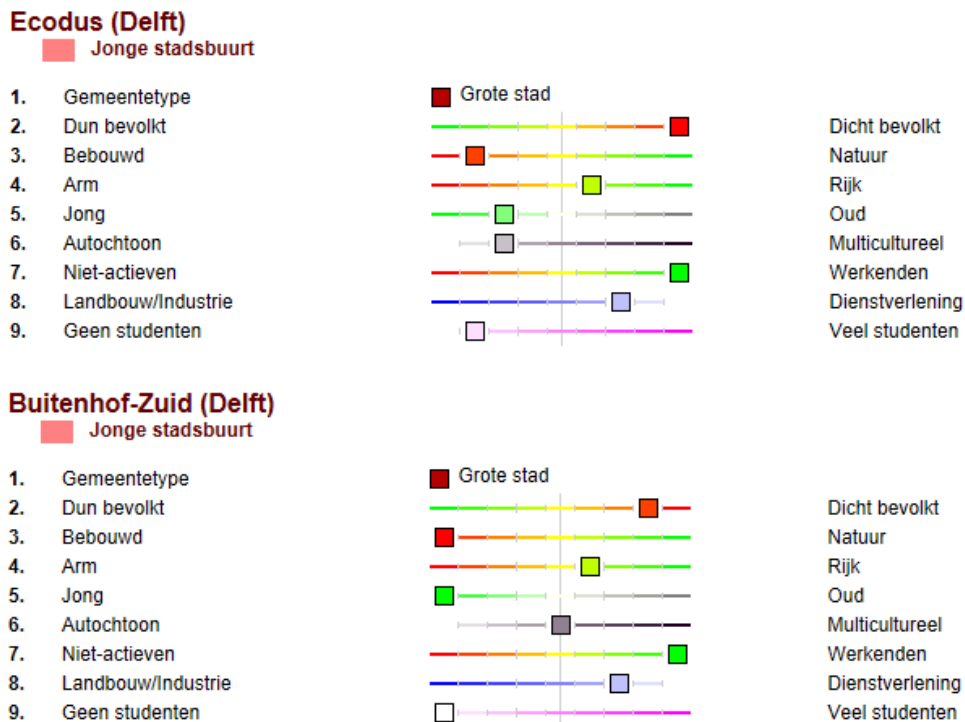 Ecodus (Delft)
Jonge stadsbuurt
1. Gemeentetype Grote stad
2. Dun bevolkt Dicht bevolkt
3. Bebouwd Natuur
4. Arm Rijk
5. Jong Oud
6. Autochtoon Multicultureel
7. Niet-actieven Werkenden
8. Landbouw/Industrie Dienstverlening
9. Geen studenten Veel studenten
Buitenhof-Zuid (Delft)
Jonge stadsbuurt
1. Gemeentetype Grote stad
2. Dun bevolkt Dicht bevolkt
3. Bebouwd Natuur
4. Arm Rijk
5. Jong Oud
6. Autochtoon Multicultureel
7. Niet-actieven Werkenden
8. Landbouw/Industrie Dienstverlening
9. Geen studenten Veel studenten